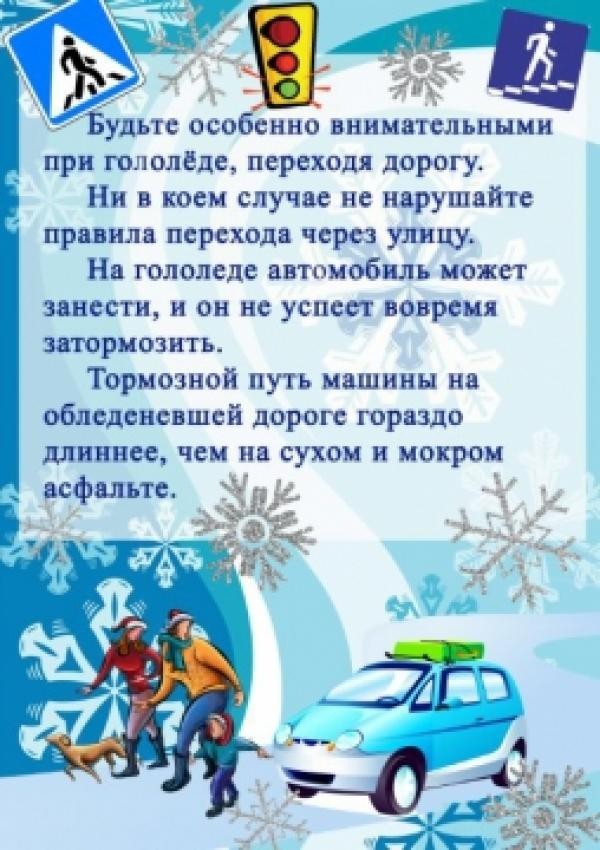 Будьте особенно внимательными
при гололёде, переходя дорогу.
Ни в коем случае не нарушайте
правила перехода через улицу.
На гололеде автомобиль может
занести, и он не успеет вовремя
затормозить.
Тормозной путь машины на
обледеневшей дороге гораздо
длиннее, чем на сухом и мокром
асфальте.